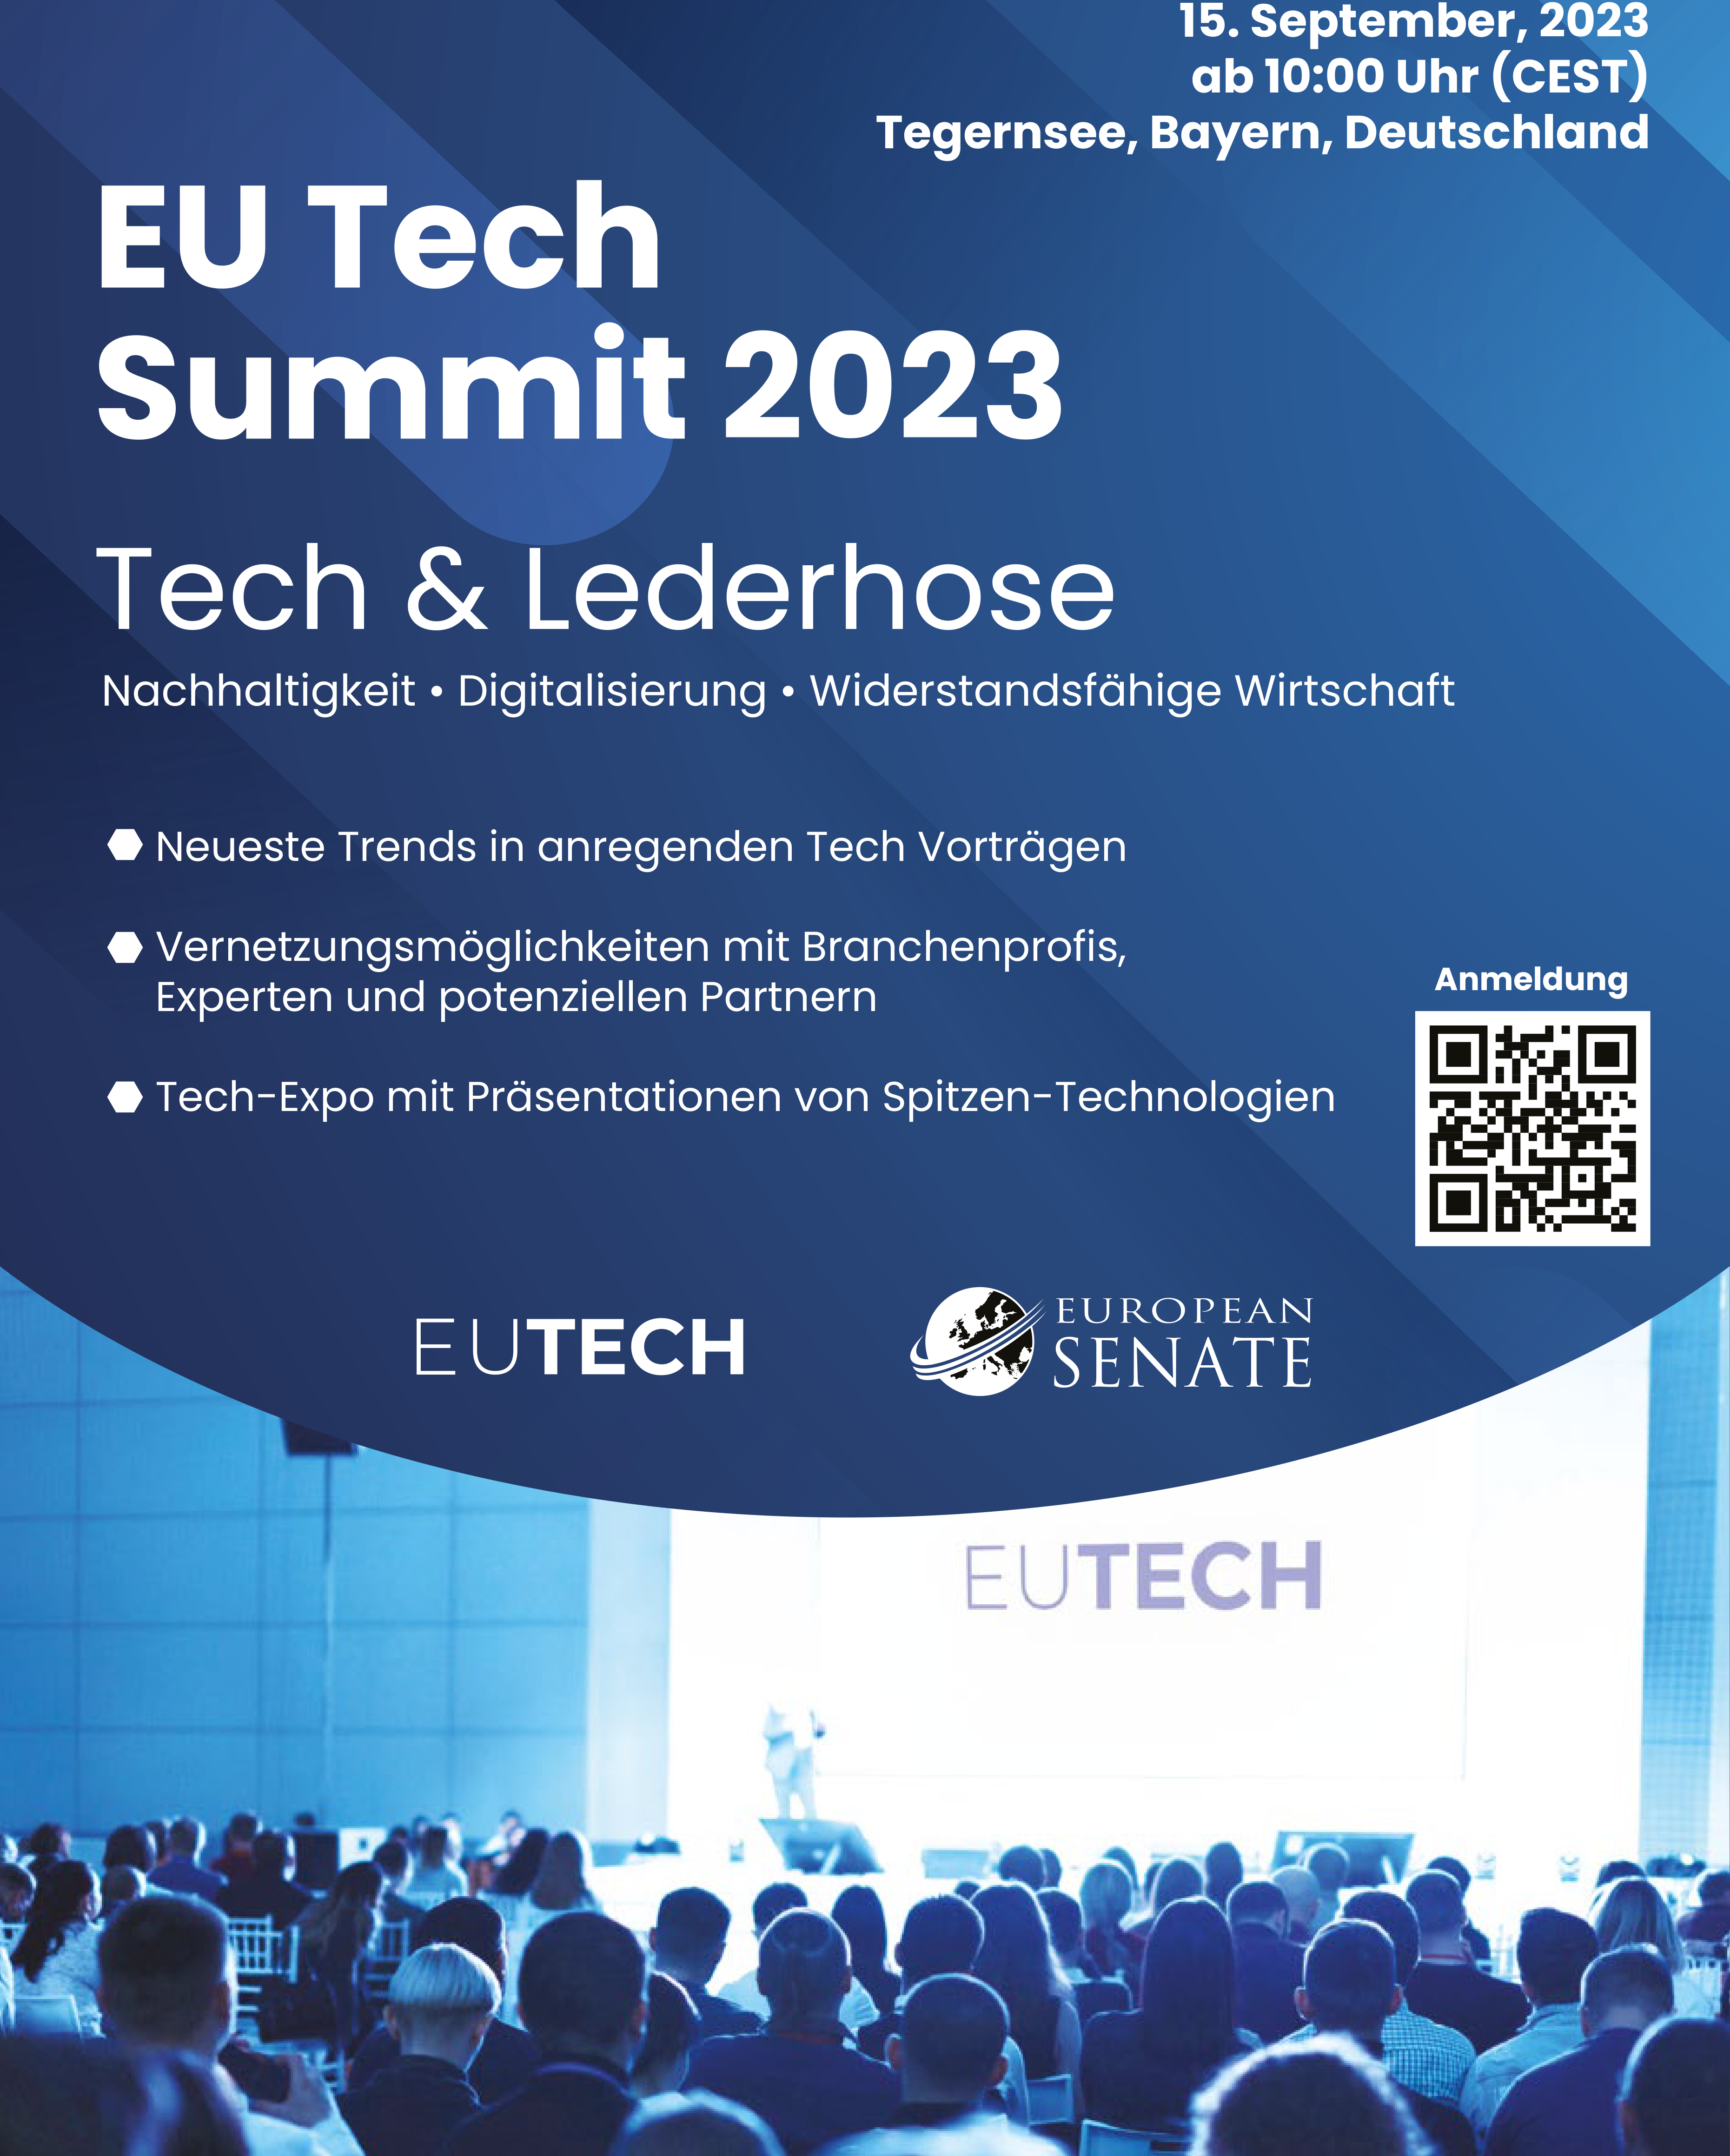 15. September, 2023
ab 10:00 Uhr (CEST)
Tegernsee, Bayern, Deutschland
EU Tech
Summit 2023
Tech & Lederhose
Nachhaltigkeit • Digitalisierung • Widerstandsfähige Wirtschaft
Neueste Trends in anregenden Tech Vorträgen
Vernetzungsmöglichkeiten mit Branchenprofis,
Experten und potenziellen Partnern
Tech-Expo mit Präsentationen von Spitzen-Technologien
Anmeldung
EUTECH
EUROPEAN
SENATE
EUTECH